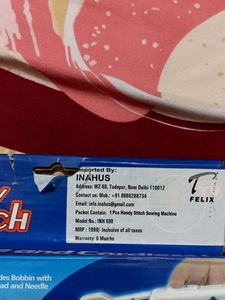 Imported By:
INAHUS
Address: WZ-68, Todapur, New Delhi 110012
Contact us: Mob.: +91 8860288734
Email: info.inahus@gmail.com
Packet Contain: 1 Pcs Handy Stitch Sewing Machine
Model No.: INH 090
MRP : 1999/- Inclusive of all taxes
Warranty: 6 Months
FELIX
ch
des Bobbin with
ad and Needle